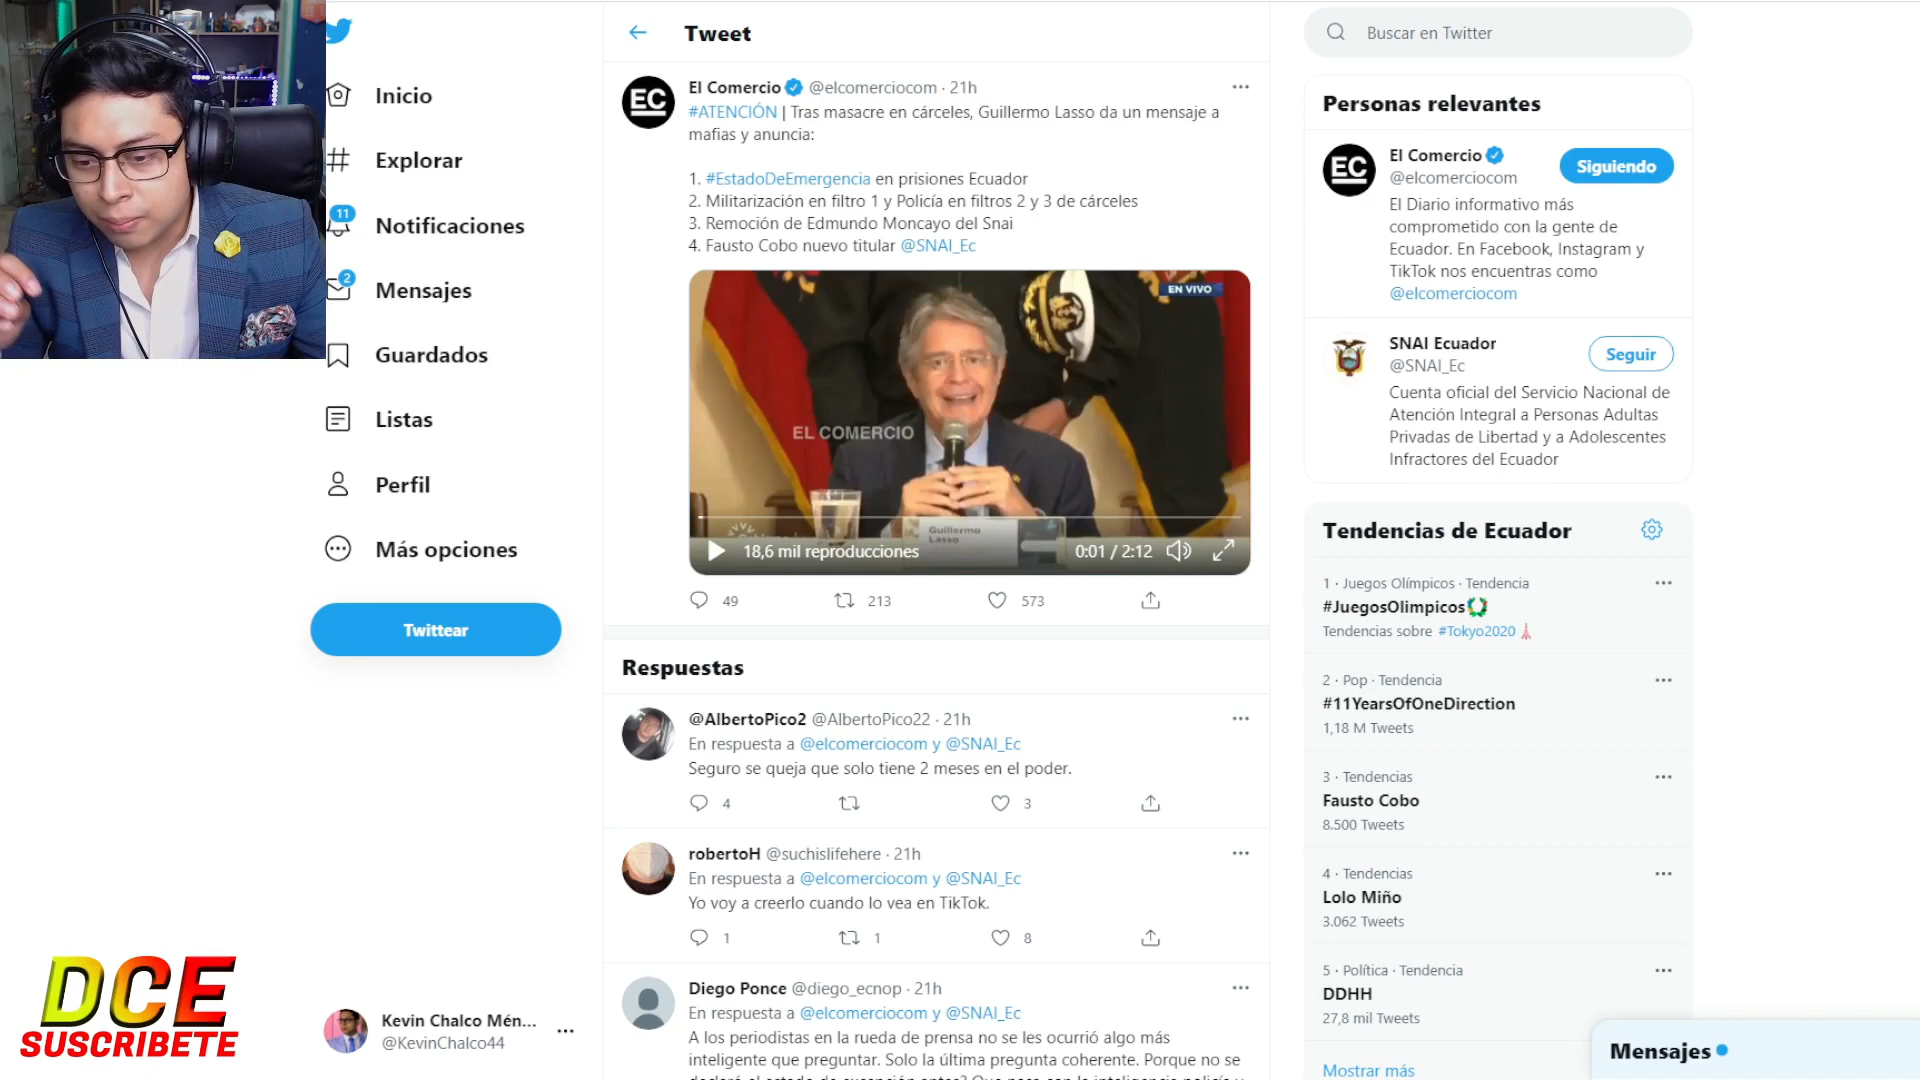 Inicio
Explorar
11
Notificaciones
2
Mensajes
Guardados
Listas
Perfil
Más opciones
Twittear
DCE
SUSCRIBETE
Kevin Chalco Mén...
@KevinChalco44
Tweet
EC
El Comercio @elcomerciocom · 21h
#ATENCIÓN | Tras masacre en cárceles, Guillermo Lasso da un mensaje a
mafias y anuncia:
1. #EstadoDeEmergencia en prisiones Ecuador
2. Militarización en filtro 1 y Policía en filtros 2 y 3 de cárceles
3. Remoción de Edmundo Moncayo del Snai
4. Fausto Cobo nuevo titular @SNAI_Ec
EN VIVO
EL COMERCIO
Guillermo
Lasso
18,6 mil reproducciones
0:01 / 2:12
49
213
573
Respuestas
@AlbertoPico2 @AlbertoPico22 · 21h
En respuesta a @elcomerciocom y @SNAI_Ec
Seguro se queja que solo tiene 2 meses en el poder.
4
3
robertoH @suchislifehere · 21h
En respuesta a @elcomerciocom y @SNAI_Ec
Yo voy a creerlo cuando lo vea en TikTok.
1
1
8
Diego Ponce @diego_ecnop · 21h
En respuesta a @elcomerciocom y @SNAI_Ec
A los periodistas en la rueda de prensa no se les ocurrió algo más
inteligente que preguntar. Solo la última pregunta coherente. Porque no se
Buscar en Twitter
Personas relevantes
EC
El Comercio
@elcomerciocom
Siguiendo
El Diario informativo más
comprometido con la gente de
Ecuador. En Facebook, Instagram y
TikTok nos encuentras como
@elcomerciocom
SNAI Ecuador
@SNAI_Ec
Seguir
Cuenta oficial del Servicio Nacional de
Atención Integral a Personas Adultas
Privadas de Libertad y a Adolescentes
Infractores del Ecuador
Tendencias de Ecuador
1 · Juegos Olímpicos · Tendencia
#JuegosOlimpicos
Tendencias sobre #Tokyo2020
2 · Pop · Tendencia
#11YearsOfOneDirection
1,18 M Tweets
3 · Tendencias
Fausto Cobo
8.500 Tweets
4 · Tendencias
Lolo Miño
3.062 Tweets
5 · Política · Tendencia
DDHH
27,8 mil Tweets
Mostrar más
Mensajes